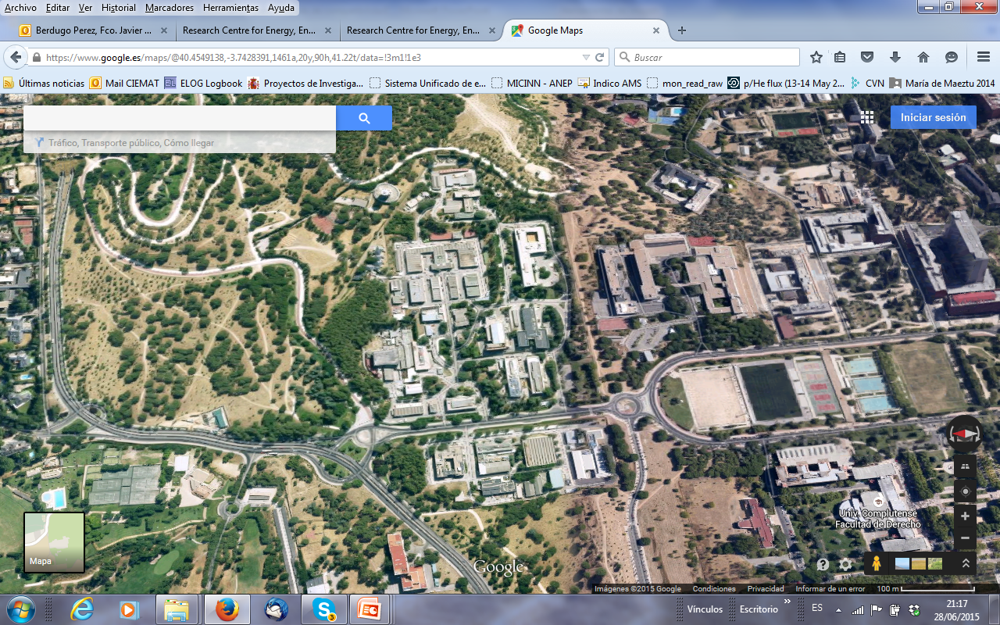 Archivo Editar Ver Historial Marcadores Herramientas Ayuda
Berdugo Perez, Fco. Javier ... Research Centre for Energy, En... Research Centre for Energy, En... Google Maps
https://www.google.es/maps/@40.4549138,-3.7428391,1461a,20y,90h,41.22t/data=!3m1!1e3 Buscar
Últimas noticias Mail CIEMAT ELOG Logbook Proyectos de Investiga... Sistema Unificado de e... MICINN - ANEP Indico AMS mon_read_raw p/He flux (13-14 May 2... CVN María de Maeztu 2014
Iniciar sesión
Tráfico, Transporte público, Cómo llegar
Univ. Complutense
Facultad de Derecho
Mapa
Google
Imágenes ©2015 Google Condiciones Privacidad Informar de un error 100 m
3
Vínculos Escritorio ES 21:17
28/06/2015